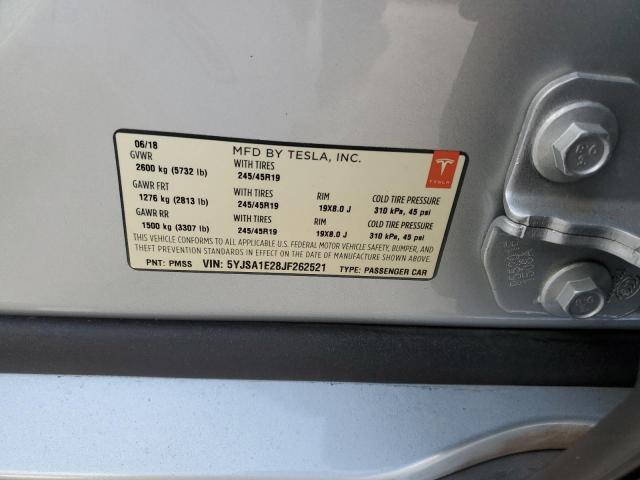 06/18 MFD BY TESLA, INC.
GVWR WITH TIRES
2600 kg (5732 lb) 245/45R19
TESLA
GAWR FRT WITH TIRES RIM COLD TIRE PRESSURE
1276 kg (2813 lb) 245/45R19 19X8.0 J 310 kPa, 45 psi
GAWR RR WITH TIRES RIM COLD TIRE PRESSURE
1500 kg (3307 lb) 245/45R19 19X8.0 J 310 kPa, 45 psi
THIS VEHICLE CONFORMS TO ALL APPLICABLE U.S. FEDERAL MOTOR VEHICLE SAFETY, BUMPER, AND
THEFT PREVENTION STANDARDS IN EFFECT ON THE DATE OF MANUFACTURE SHOWN ABOVE.
PNT: PMSS VIN: 5YJSA1E28JF262521 TYPE: PASSENGER CAR